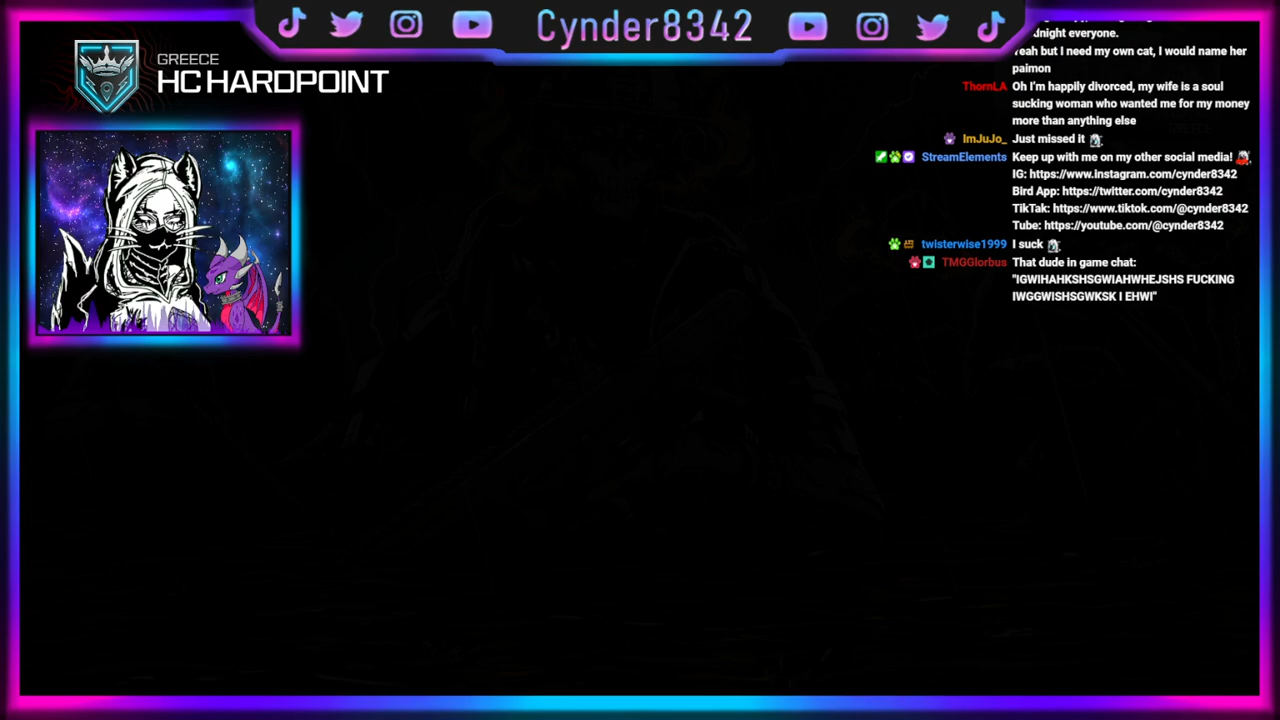 Cynder8342
GREECE
HC HARDPOINT
night everyone.
Yeah but I need my own cat, I would name her
paimon
ThornLA Oh I'm happily divorced, my wife is a soul
sucking woman who wanted me for my money
more than anything else
ImJuJo_ Just missed it
StreamElements Keep up with me on my other social media!
IG: https://www.instagram.com/cynder8342
Bird App: https://twitter.com/cynder8342
TikTak: https://www.tiktok.com/@cynder8342
Tube: https://youtube.com/@cynder8342
twisterwise1999 I suck
TMGGlorbus That dude in game chat:
"IGWIHAHKSHSGWIAHWHEJSHS FUCKING
IWGGWISHSGWKSK I EHWI"